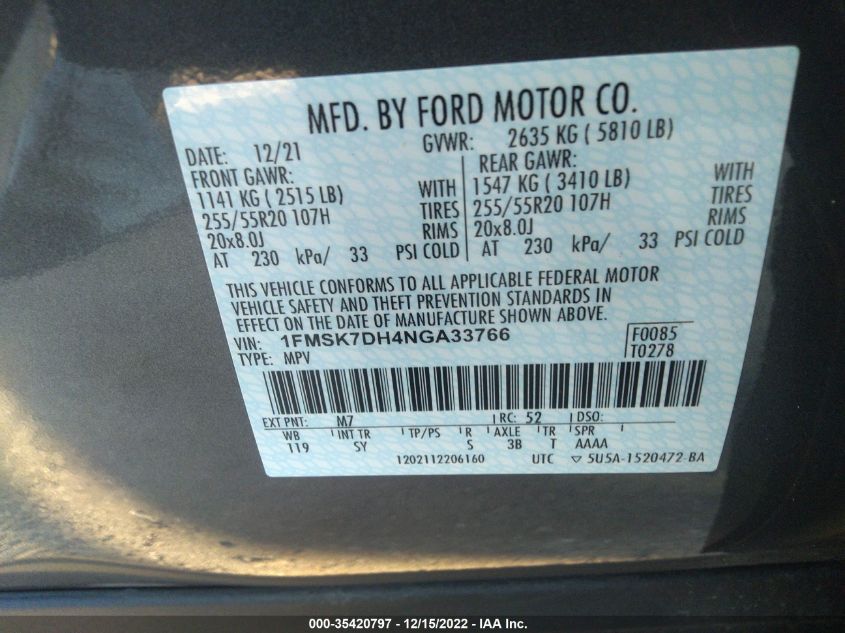 MFD. BY FORD MOTOR CO.
DATE: 12/21 GVWR: 2635 KG ( 5810 LB)
FRONT GAWR: REAR GAWR:
1141 KG ( 2515 LB) WITH 1547 KG ( 3410 LB) WITH
255/55R20 107H TIRES 255/55R20 107H TIRES
20x8.0J RIMS 20x8.0J RIMS
AT 230 kPa/ 33 PSI COLD AT 230 kPa/ 33 PSI COLD
THIS VEHICLE CONFORMS TO ALL APPLICABLE FEDERAL MOTOR
VEHICLE SAFETY AND THEFT PREVENTION STANDARDS IN
EFFECT ON THE DATE OF MANUFACTURE SHOWN ABOVE.
VIN: 1FMSK7DH4NGA33766 F0085
TYPE: MPV T0278
EXT PNT: M7 RC: 52 DSO:
WB INT TR TP/PS R AXLE TR SPR
119 SY S 3B T AAAA
1202112206160 UTC ▽ 5U5A-1520472-BA
000-35420797 - 12/15/2022 - IAA Inc.